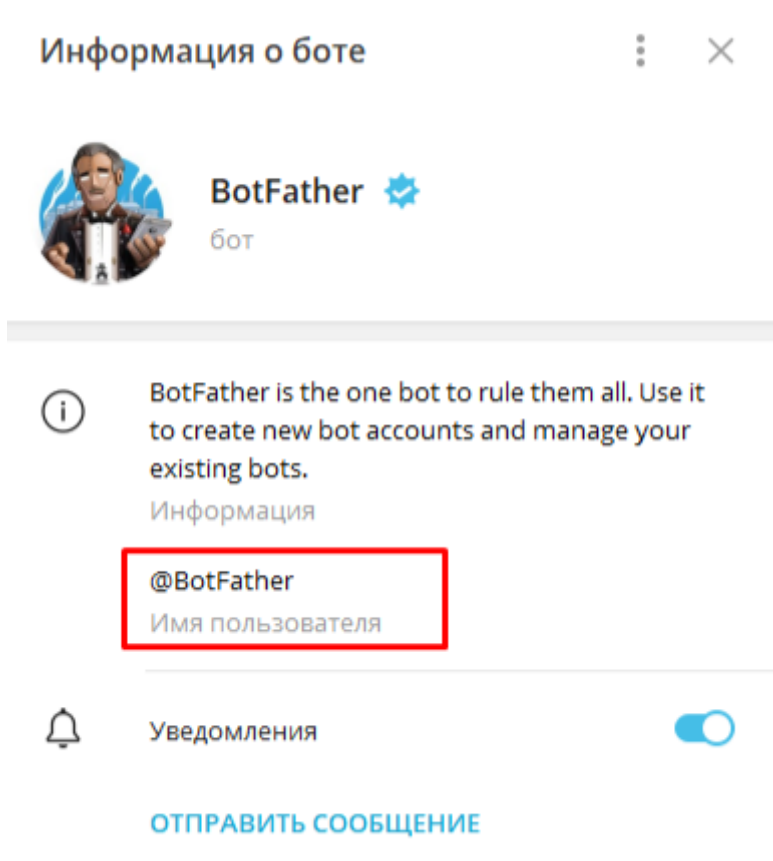 Информация о боте
BotFather
бот
BotFather is the one bot to rule them all. Use it
to create new bot accounts and manage your
existing bots.
Информация
@BotFather
Имя пользователя
Уведомления
ОТПРАВИТЬ СООБЩЕНИЕ